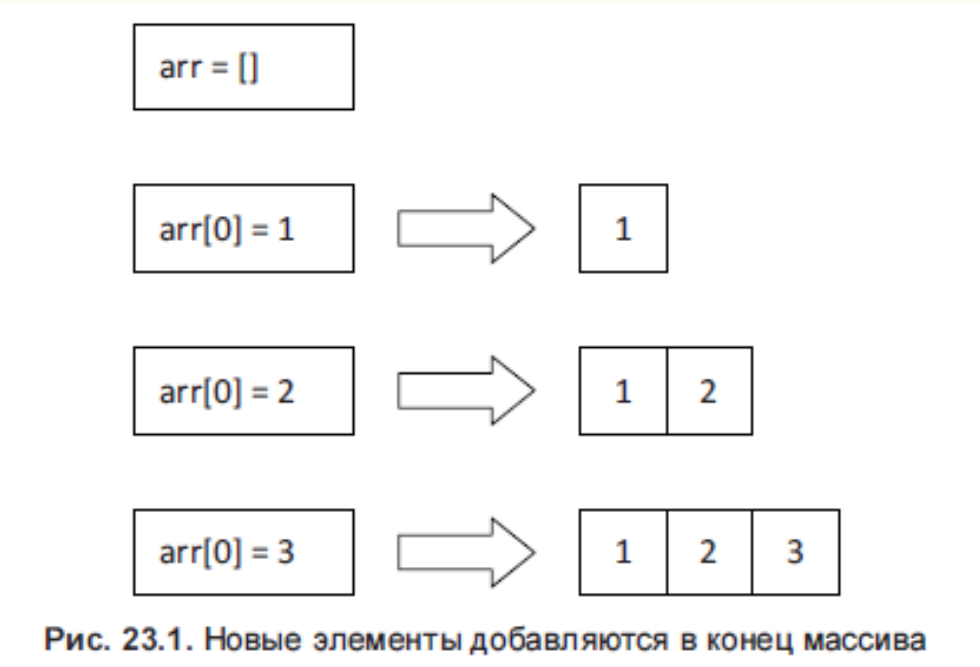 arr = []
arr[0] = 1
1
arr[0] = 2
1 2
arr[0] = 3
1 2 3
Рис. 23.1. Новые элементы добавляются в конец массива